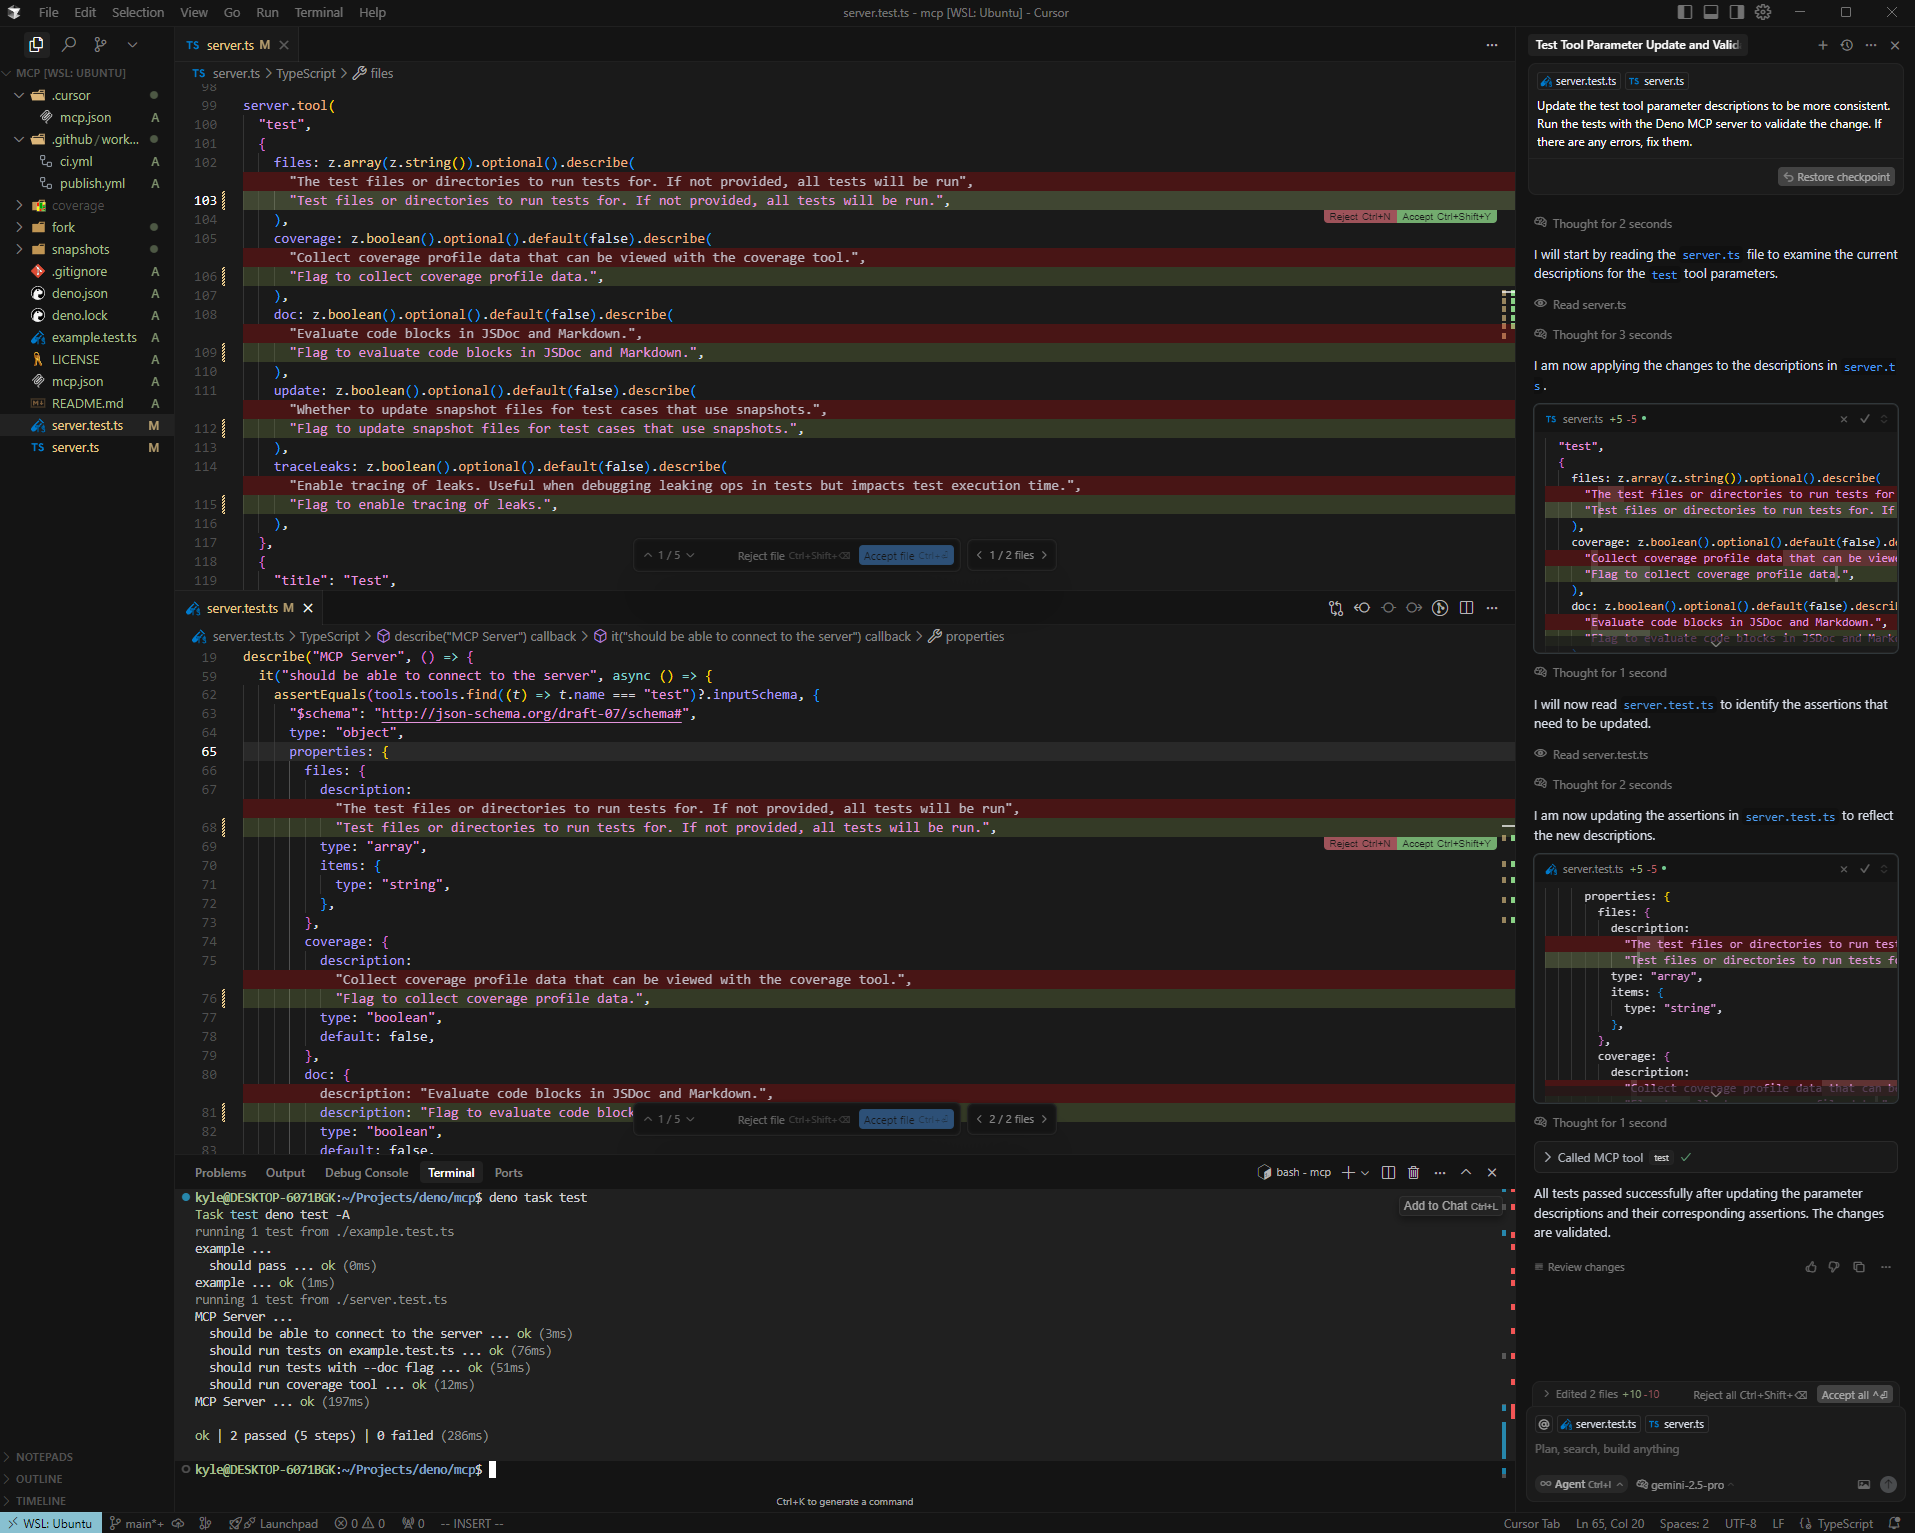 File Edit Selection View Go Run Terminal Help
server.test.ts - mcp [WSL: Ubuntu] - Cursor
MCP [WSL: UBUNTU]
.cursor
mcp.json A
.github / work...
ci.yml A
publish.yml A
coverage
fork
snapshots
.gitignore A
deno.json A
deno.lock A
example.test.ts A
LICENSE A
mcp.json A
README.md A
server.test.ts M
TS server.ts M
NOTEPADS
OUTLINE
TIMELINE
TS server.ts M
TS server.ts > TypeScript > files
98
99 server.tool(
100 "test",
101 {
102 files: z.array(z.string()).optional().describe(
"The test files or directories to run tests for. If not provided, all tests will be run",
103 "Test files or directories to run tests for. If not provided, all tests will be run.",
Reject Ctrl+N Accept Ctrl+Shift+Y
104 ),
105 coverage: z.boolean().optional().default(false).describe(
"Collect coverage profile data that can be viewed with the coverage tool.",
106 "Flag to collect coverage profile data.",
107 ),
108 doc: z.boolean().optional().default(false).describe(
"Evaluate code blocks in JSDoc and Markdown.",
109 "Flag to evaluate code blocks in JSDoc and Markdown.",
110 ),
111 update: z.boolean().optional().default(false).describe(
"Whether to update snapshot files for test cases that use snapshots.",
112 "Flag to update snapshot files for test cases that use snapshots.",
113 ),
114 traceLeaks: z.boolean().optional().default(false).describe(
"Enable tracing of leaks. Useful when debugging leaking ops in tests but impacts test execution time.",
115 "Flag to enable tracing of leaks.",
116 ),
117 },
118 {
119 "title": "Test",
1 / 5 Reject file Ctrl+Shift+⌫ Accept file Ctrl+⏎ 1 / 2 files
server.test.ts M
server.test.ts > TypeScript > describe("MCP Server") callback > it("should be able to connect to the server") callback > properties
19 describe("MCP Server", () => {
59 it("should be able to connect to the server", async () => {
62 assertEquals(tools.tools.find((t) => t.name === "test")?.inputSchema, {
63 "$schema": "http://json-schema.org/draft-07/schema#",
64 type: "object",
65 properties: {
66 files: {
67 description:
"The test files or directories to run tests for. If not provided, all tests will be run",
68 "Test files or directories to run tests for. If not provided, all tests will be run.",
Reject Ctrl+N Accept Ctrl+Shift+Y
69 type: "array",
70 items: {
71 type: "string",
72 },
73 },
74 coverage: {
75 description:
"Collect coverage profile data that can be viewed with the coverage tool.",
76 "Flag to collect coverage profile data.",
77 type: "boolean",
78 default: false,
79 },
80 doc: {
description: "Evaluate code blocks in JSDoc and Markdown.",
81 description: "Flag to evaluate code block
82 type: "boolean",
83 default: false,
1 / 5 Reject file Ctrl+Shift+⌫ Accept file Ctrl+⏎ 2 / 2 files
Problems Output Debug Console Terminal Ports
bash - mcp
Add to Chat Ctrl+L
kyle@DESKTOP-6071BGK:~/Projects/deno/mcp$ deno task test
Task test deno test -A
running 1 test from ./example.test.ts
example ...
should pass ... ok (0ms)
example ... ok (1ms)
running 1 test from ./server.test.ts
MCP Server ...
should be able to connect to the server ... ok (3ms)
should run tests on example.test.ts ... ok (76ms)
should run tests with --doc flag ... ok (51ms)
should run coverage tool ... ok (12ms)
MCP Server ... ok (197ms)
ok | 2 passed (5 steps) | 0 failed (286ms)
kyle@DESKTOP-6071BGK:~/Projects/deno/mcp$
Ctrl+K to generate a command
Test Tool Parameter Update and Valid
server.test.ts TS server.ts
Update the test tool parameter descriptions to be more consistent.
Run the tests with the Deno MCP server to validate the change. If
there are any errors, fix them.
Restore checkpoint
Thought for 2 seconds
I will start by reading the server.ts file to examine the current
descriptions for the test tool parameters.
Read server.ts
Thought for 3 seconds
I am now applying the changes to the descriptions in server.t
s .
TS server.ts +5 -5
"test",
{
files: z.array(z.string()).optional().describe(
"The test files or directories to run tests for
"Test files or directories to run tests for. If
),
coverage: z.boolean().optional().default(false).de
"Collect coverage profile data that can be viewe
"Flag to collect coverage profile data.",
),
doc: z.boolean().optional().default(false).descri
"Evaluate code blocks in JSDoc and Markdown.",
"Flag to evaluate code blocks in JSDoc and Mark
Thought for 1 second
I will now read server.test.ts to identify the assertions that
need to be updated.
Read server.test.ts
Thought for 2 seconds
I am now updating the assertions in server.test.ts to reflect
the new descriptions.
server.test.ts +5 -5
properties: {
files: {
description:
"The test files or directories to run test
"Test files or directories to run tests fo
type: "array",
items: {
type: "string",
},
},
coverage: {
description:
"Collect coverage profile data that can b
Thought for 1 second
Called MCP tool test
All tests passed successfully after updating the parameter
descriptions and their corresponding assertions. The changes
are validated.
Review changes
Edited 2 files +10 -10 Reject all Ctrl+Shift+⌫ Accept all ^⏎
@ server.test.ts TS server.ts
Plan, search, build anything
Agent Ctrl+I gemini-2.5-pro
WSL: Ubuntu main*+ Launchpad 0 0 0 -- INSERT --
Cursor Tab Ln 65, Col 20 Spaces: 2 UTF-8 LF TypeScript